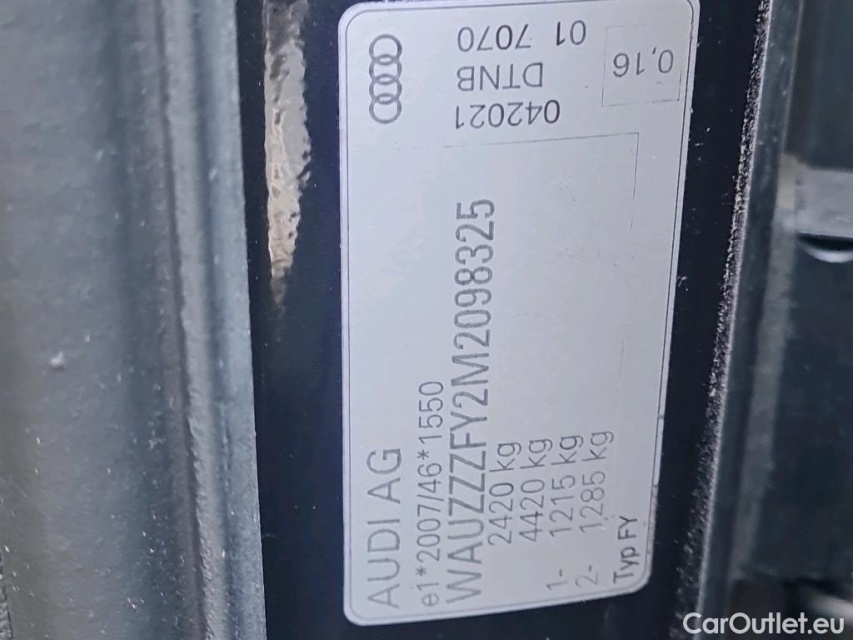 AUDI AG
e1*2007/46*1550
WAUZZZFY2M2098325
2420 kg
4420 kg
1- 1215 kg
2- 1285 kg
Typ FY
042021
DTNB
01 7070
0,16
CarOutlet.eu